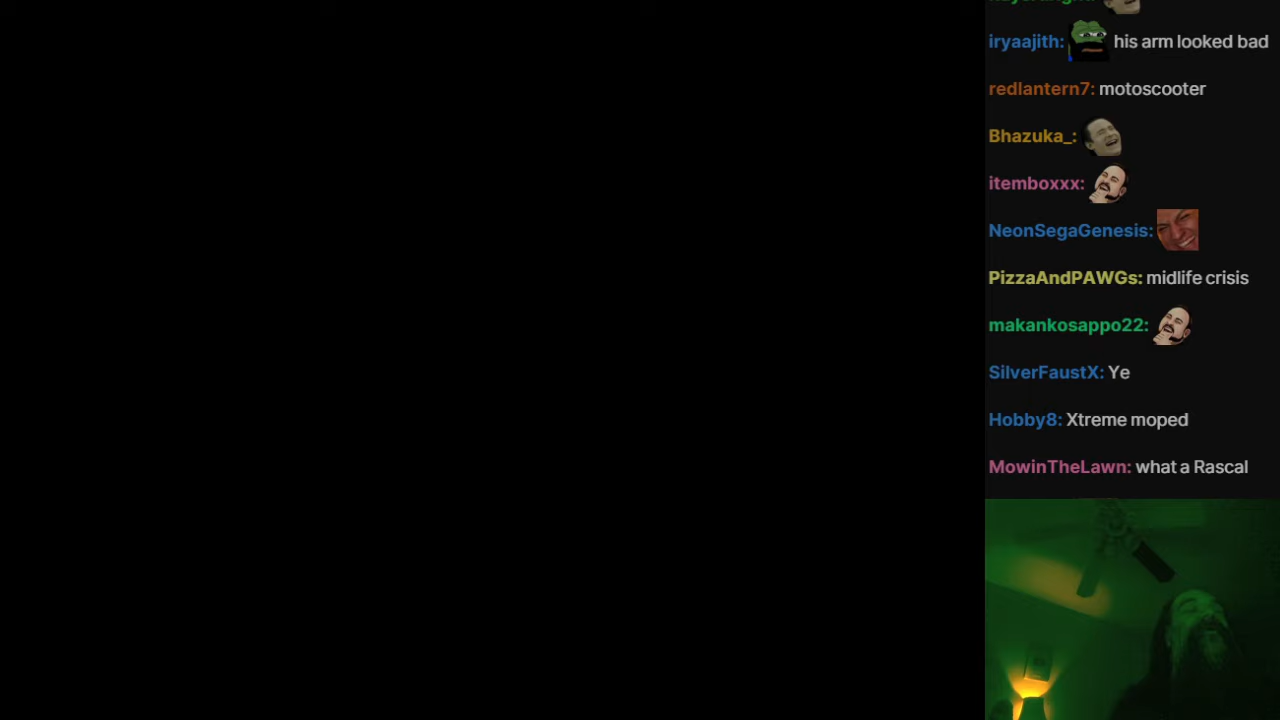 iryaajith: his arm looked bad
redlantern7: motoscooter
Bhazuka_:
itemboxxx:
NeonSegaGenesis:
PizzaAndPAWGs: midlife crisis
makankosappo22:
SilverFaustX: Ye
Hobby8: Xtreme moped
MowinTheLawn: what a Rascal